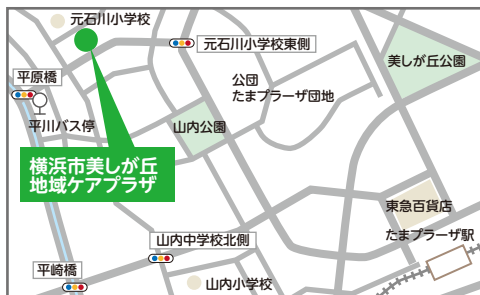 元石川小学校
元石川小学校東側
美しが丘公園
平原橋
公団
たまプラーザ団地
平川バス停
山内公園
横浜市美しが丘
地域ケアプラザ
東急百貨店
たまプラーザ駅
山内中学校北側
平崎橋
山内小学校